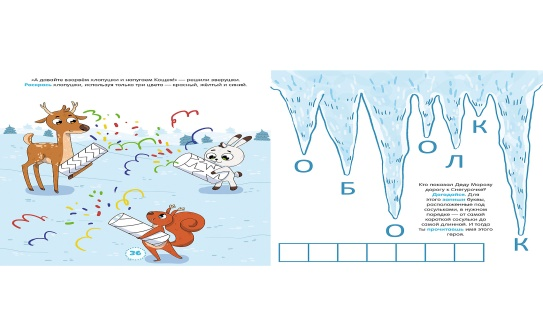 «А давайте взорвём хлопушки и напугаем Кощея!» — решили зверушки.
Раскрась хлопушки, используя только три цвета — красный, жёлтый и синий.
26
О
Б
О
О
Л
К
К
Кто показал Деду Морозу
дорогу к Снегурочке?
Догадайся. Для
этого запиши буквы,
расположенные под
сосульками, в нужном
порядке — от самой
короткой сосульки до
самой длинной. И тогда
ты прочитаешь имя этого
героя.